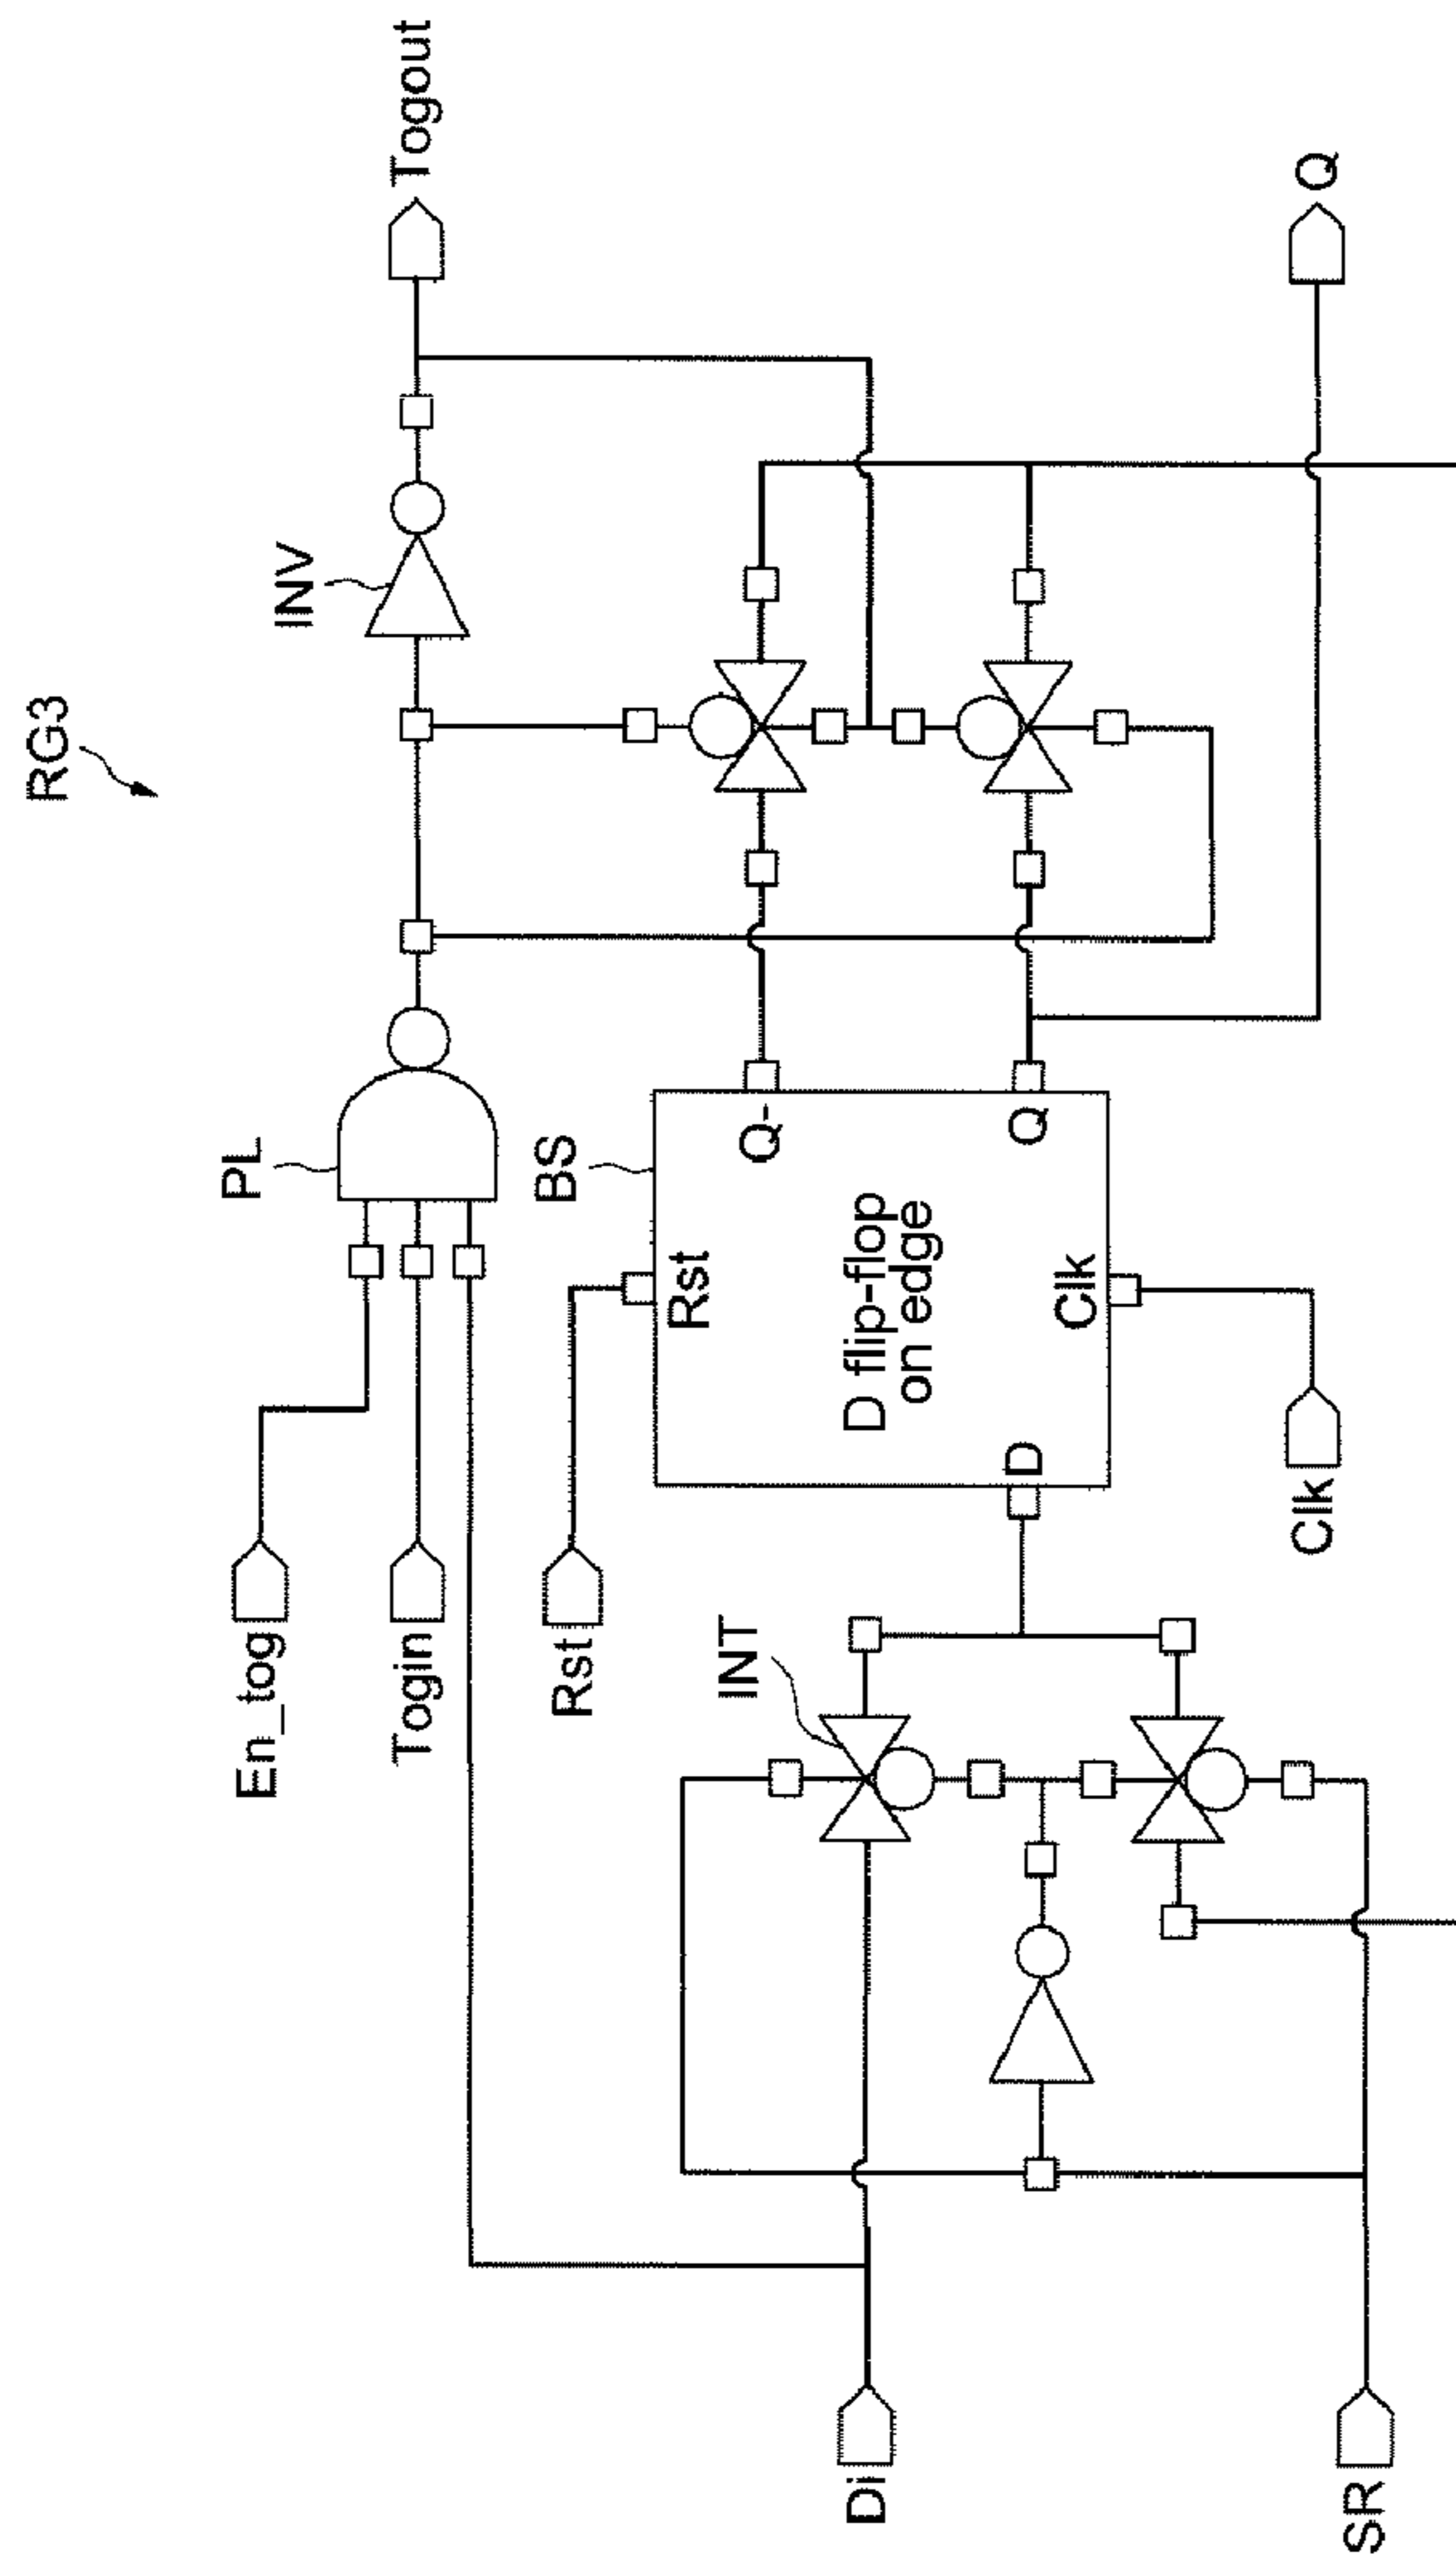 RG3
En_tog
PL
INV
Togout
Togin
Rst
BS
Rst
Q-
D flip-flop
on edge
D
Q
Clk
INT
Di
Clk
Q
SR